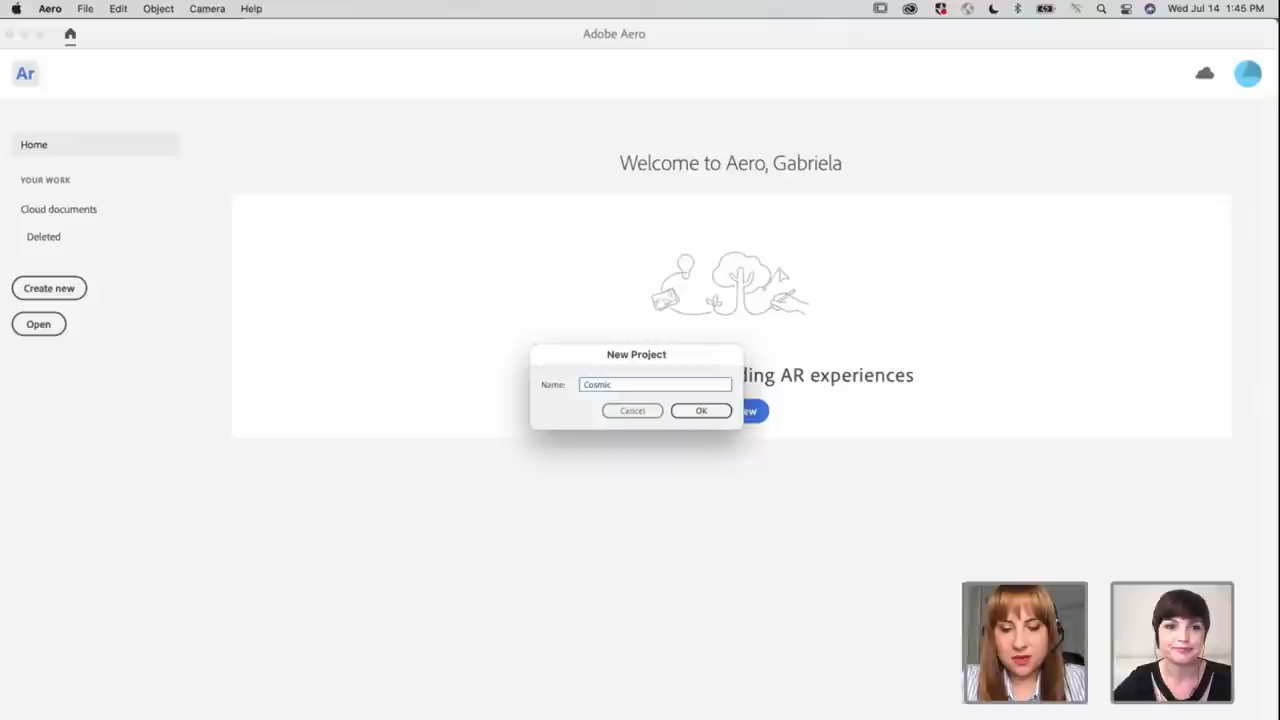 Aero File Edit Object Camera Help Wed Jul 14 1:45 PM
Adobe Aero
Ar
Home
YOUR WORK
Cloud documents
Deleted
Create new
Open
Welcome to Aero, Gabriela
New Project
Name: Cosmic
Cancel OK
ding AR experiences
ew